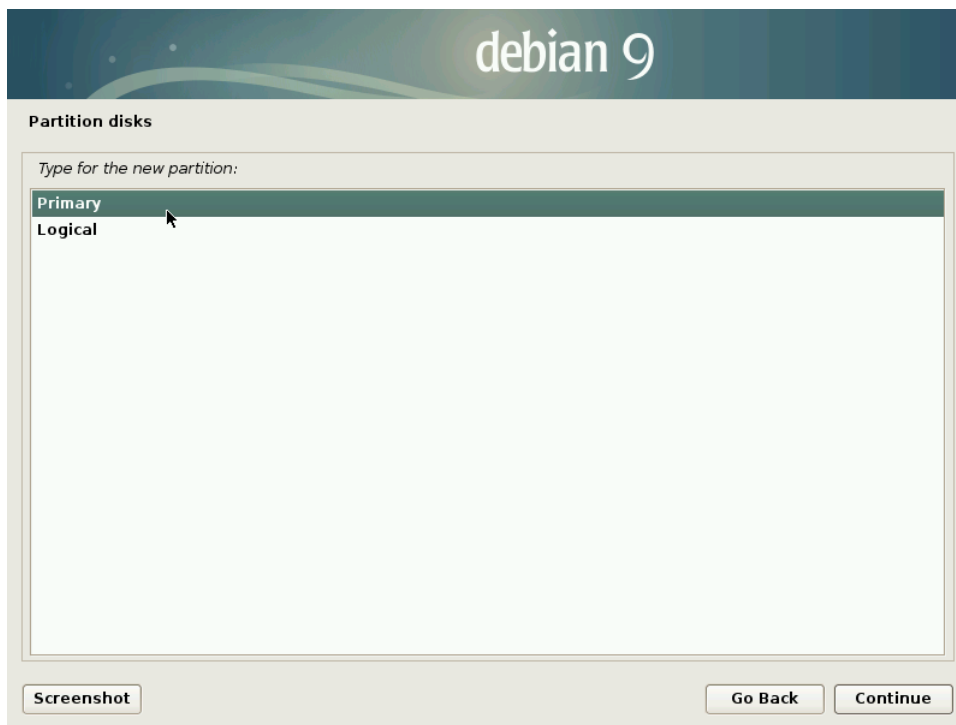 debian 9
Partition disks
Type for the new partition:
Primary
Logical
Screenshot
Go Back
Continue